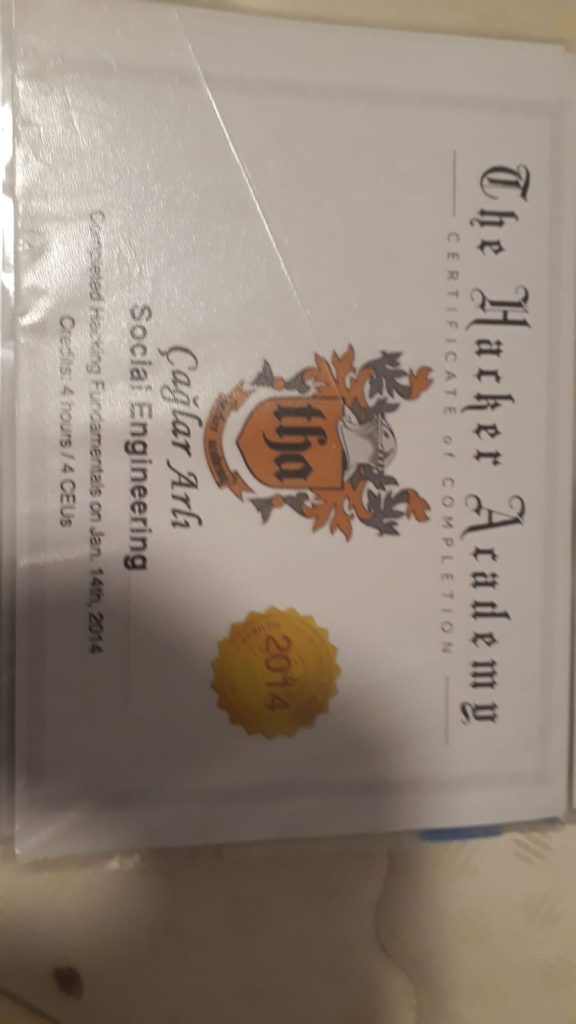 The Hacker Academy
CERTIFICATE of COMPLETION
tha
Çağlar Arlı
Social Engineering
Completed Hacking Fundamentals on Jan. 14th, 2014
Credits: 4 hours / 4 CEUs
2014